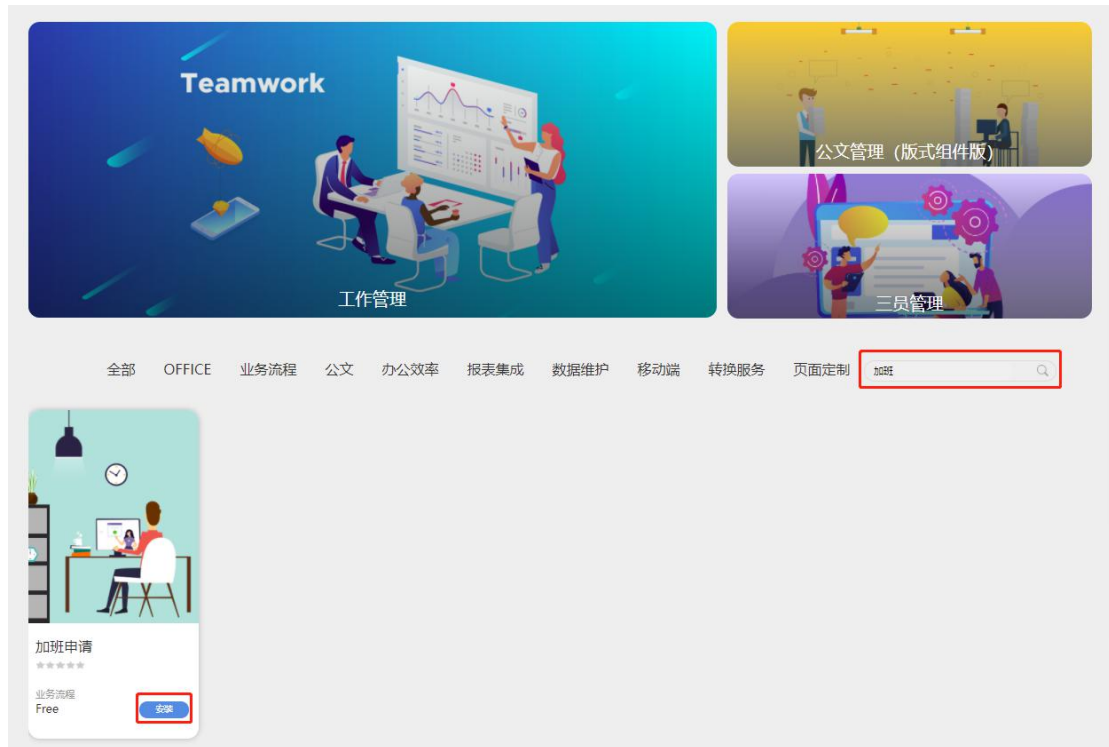 Teamwork
工作管理
公文管理（版式组件版）
三员管理
全部 OFFICE 业务流程 公文 办公效率 报表集成 数据维护 移动端 转换服务 页面定制 加班
加班申请
业务流程
Free
安装